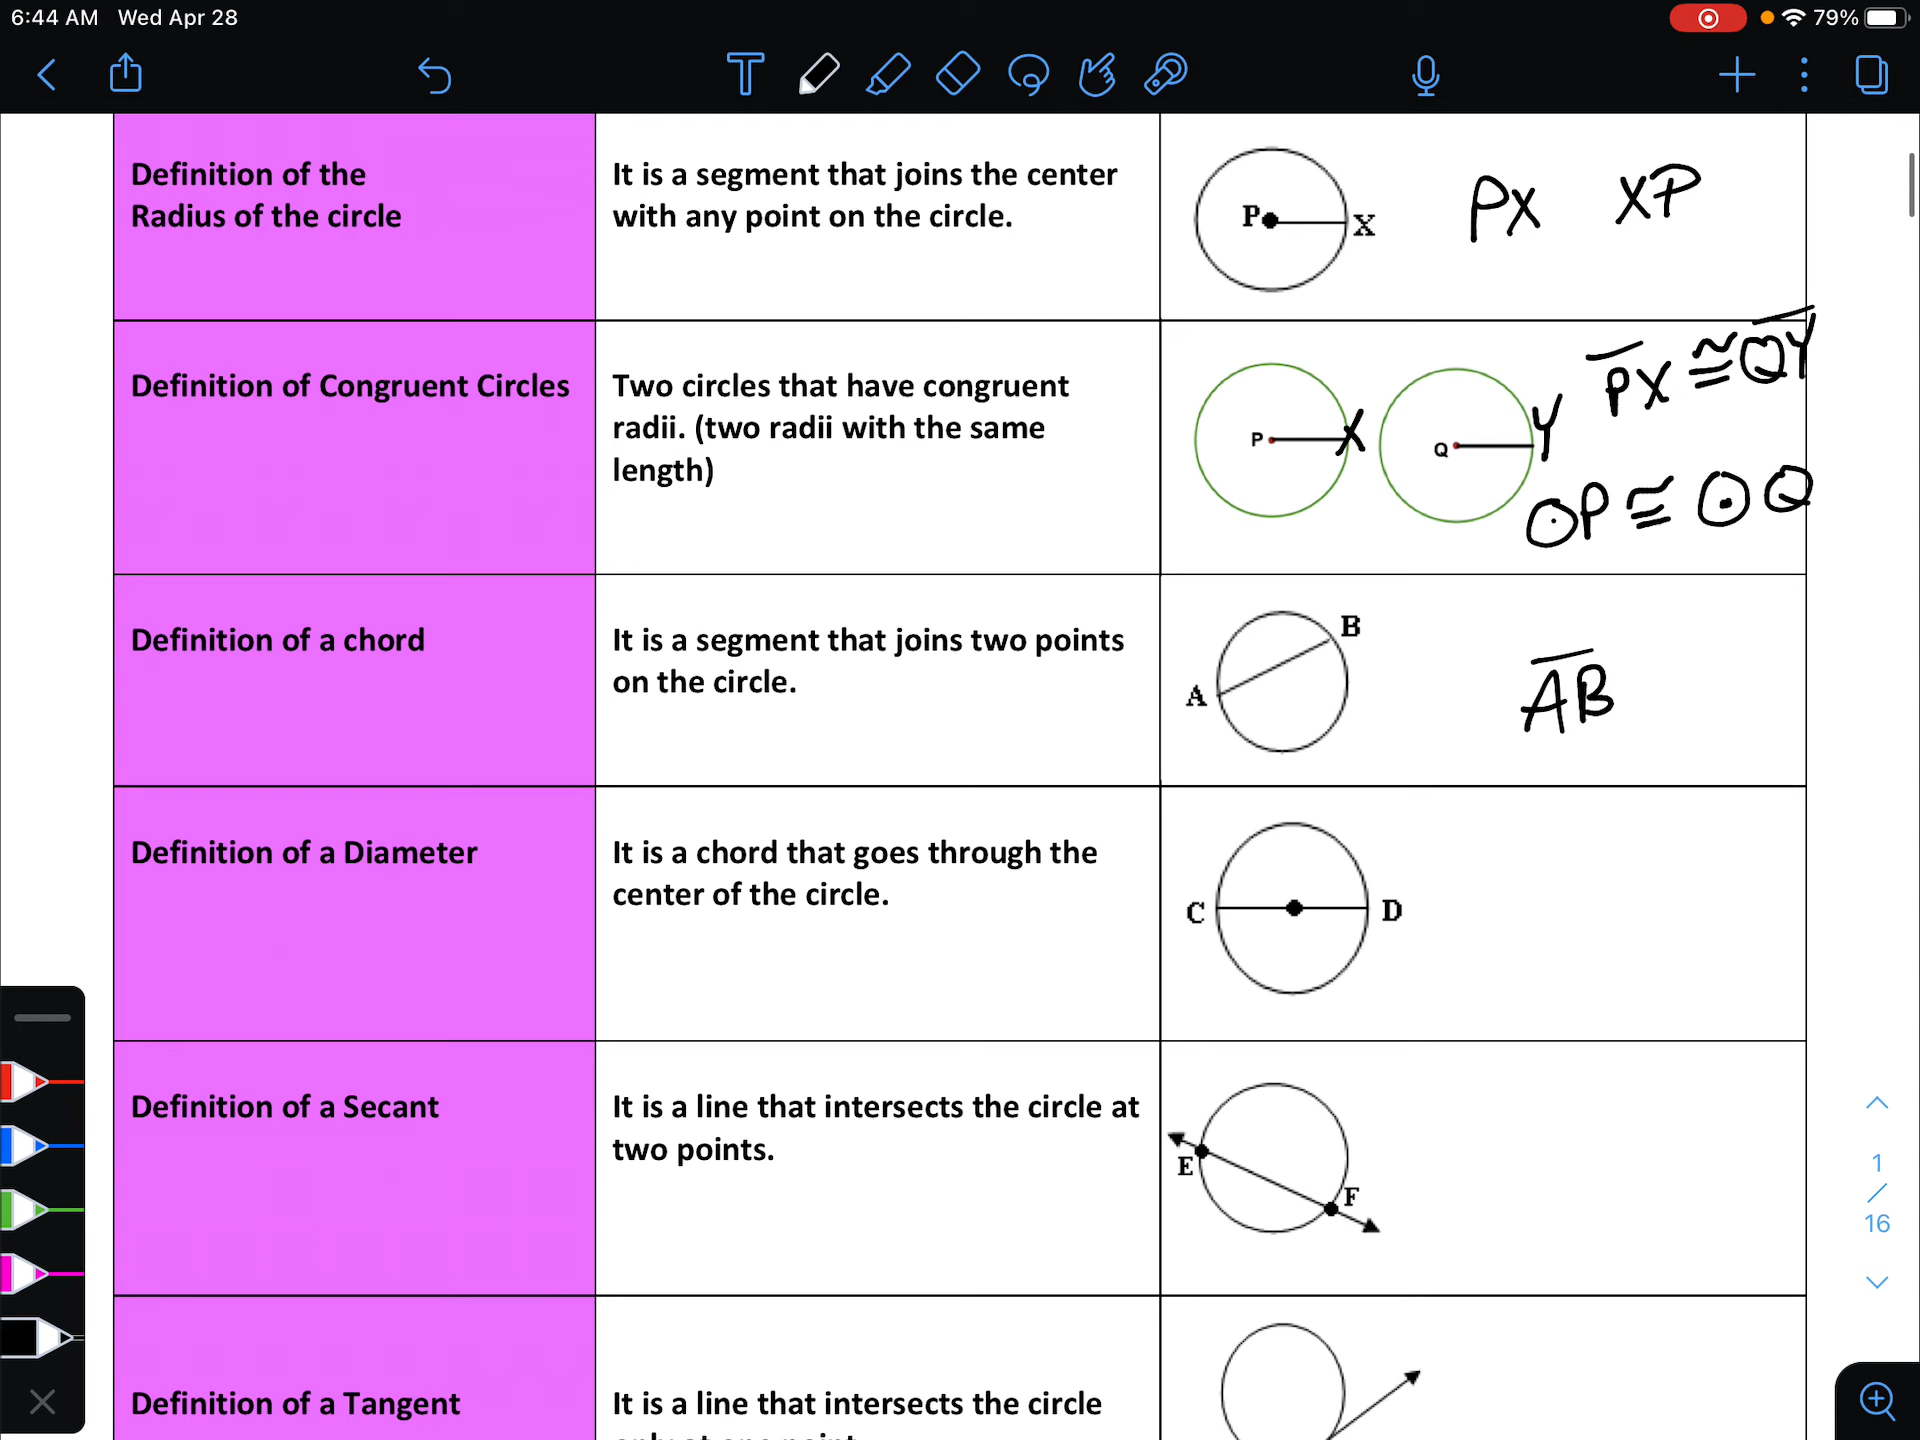 6:44 AM Wed Apr 28
79%
T
Definition of the
Radius of the circle
It is a segment that joins the center
with any point on the circle.
P
X
PX XP
Definition of Congruent Circles
Two circles that have congruent
radii. (two radii with the same
length)
P
X
Q
Y
P̅X̅ ≅ Q̅Y̅
⊙P ≅ ⊙Q
Definition of a chord
It is a segment that joins two points
on the circle.
A
B
A̅B̅
Definition of a Diameter
It is a chord that goes through the
center of the circle.
C
D
Definition of a Secant
It is a line that intersects the circle at
two points.
E
F
1
/
16
Definition of a Tangent
It is a line that intersects the circle
only at one point